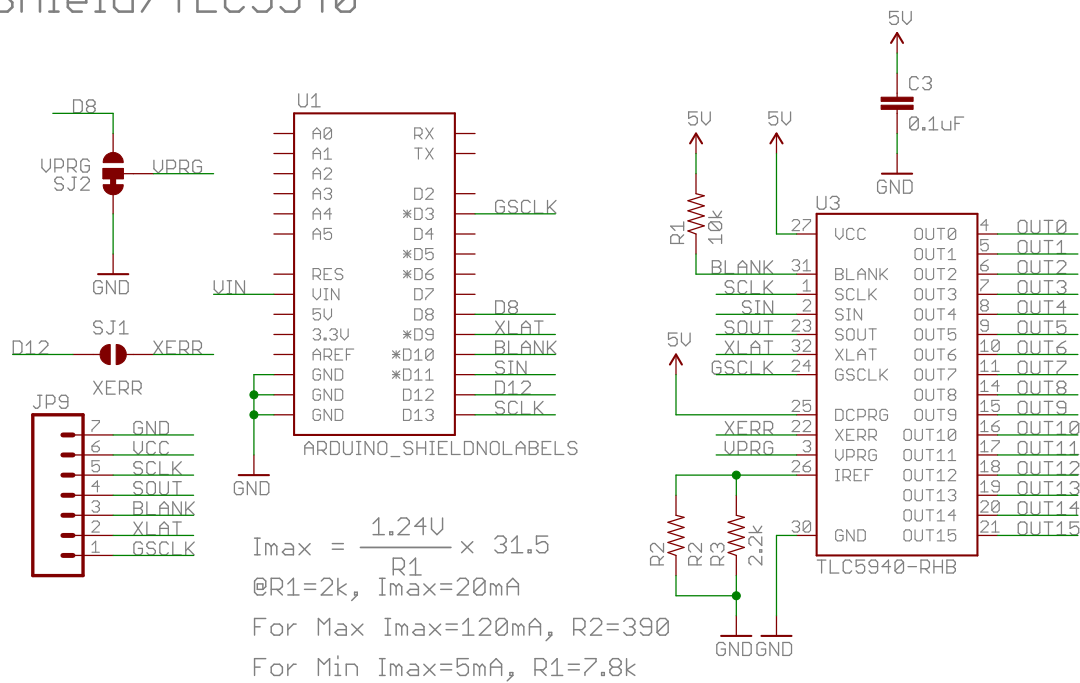 Shield/TLC5940
D8
VPRG
SJ2
VPRG
GND
SJ1
D12
XERR
XERR
JP9
7 GND
6 VCC
5 SCLK
4 SOUT
3 BLANK
2 XLAT
1 GSCLK
U1
A0
A1
A2
A3
A4
A5
RES
VIN
VIN
5V
3.3V
AREF
GND
GND
GND
RX
TX
D2
*D3 GSCLK
D4
*D5
*D6
D7
D8 D8
*D9 XLAT
*D10 BLANK
*D11 SIN
D12 D12
D13 SCLK
ARDUINO_SHIELDNOLABELS
GND
Imax = 1.24V / R1 × 31.5
@R1=2k, Imax=20mA
For Max Imax=120mA, R2=390
For Min Imax=5mA, R1=7.8k
5V
C3
0.1uF
GND
5V
5V
R1
10k
5V
U3
27 VCC
BLANK 31 BLANK
SCLK 1 SCLK
SIN 2 SIN
SOUT 23 SOUT
XLAT 32 XLAT
GSCLK 24 GSCLK
25 DCPRG
XERR 22 XERR
VPRG 3 VPRG
26 IREF
30 GND
OUT0 4 OUT0
OUT1 5 OUT1
OUT2 6 OUT2
OUT3 7 OUT3
OUT4 8 OUT4
OUT5 9 OUT5
OUT6 10 OUT6
OUT7 11 OUT7
OUT8 14 OUT8
OUT9 15 OUT9
OUT10 16 OUT10
OUT11 17 OUT11
OUT12 18 OUT12
OUT13 19 OUT13
OUT14 20 OUT14
OUT15 21 OUT15
TLC5940-RHB
R2
R2
R3
2.2k
GND
GND